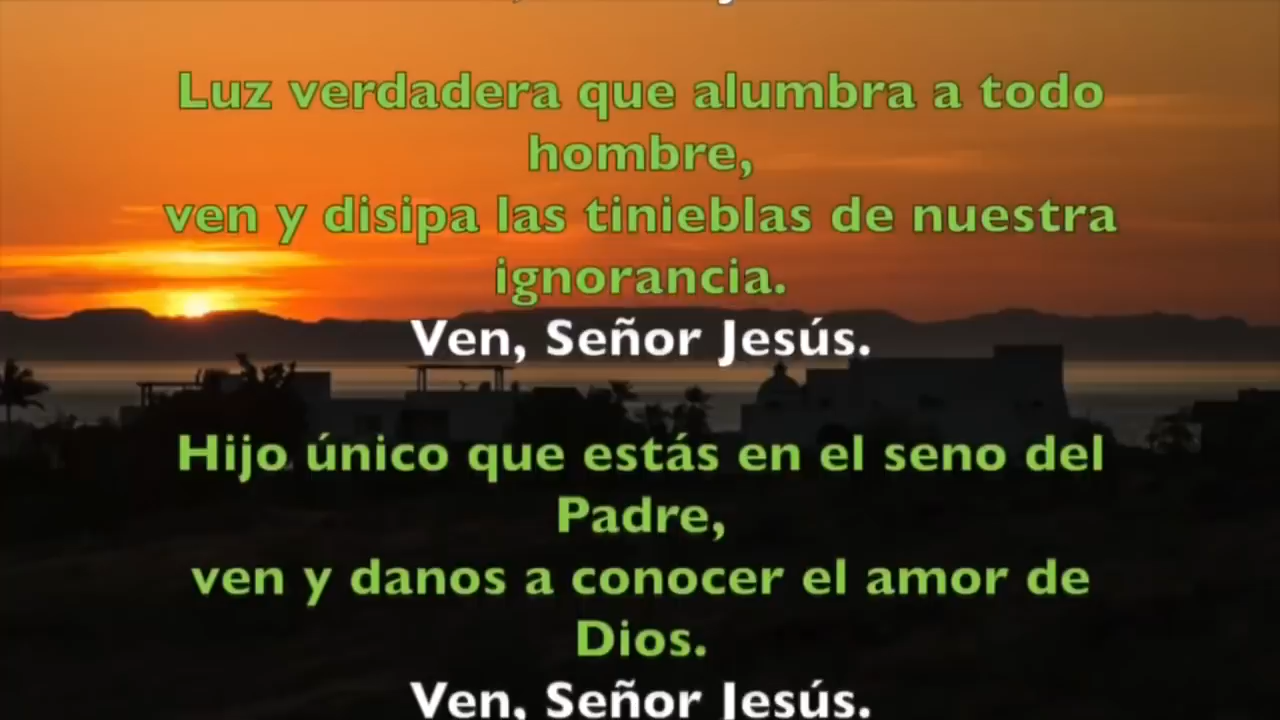 Luz verdadera que alumbra a todo
hombre,
ven y disipa las tinieblas de nuestra
ignorancia.
Ven, Señor Jesús.
Hijo único que estás en el seno del
Padre,
ven y danos a conocer el amor de
Dios.
Ven, Señor Jesús.